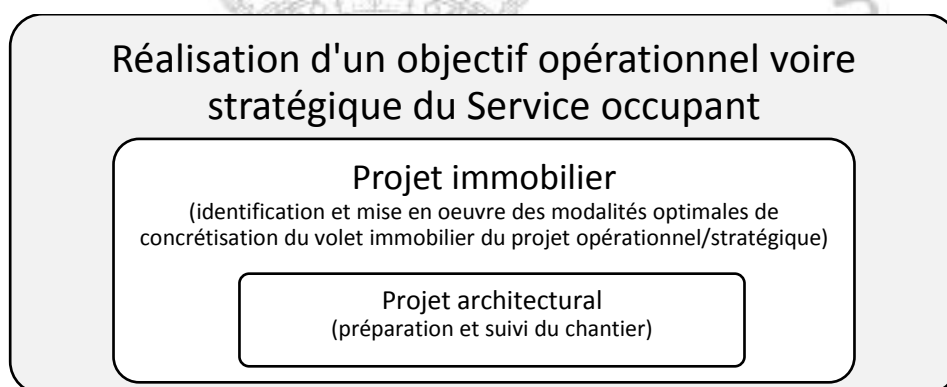 Réalisation d'un objectif opérationnel voire
stratégique du Service occupant
Projet immobilier
(identification et mise en oeuvre des modalités optimales de
concrétisation du volet immobilier du projet opérationnel/stratégique)
Projet architectural
(préparation et suivi du chantier)